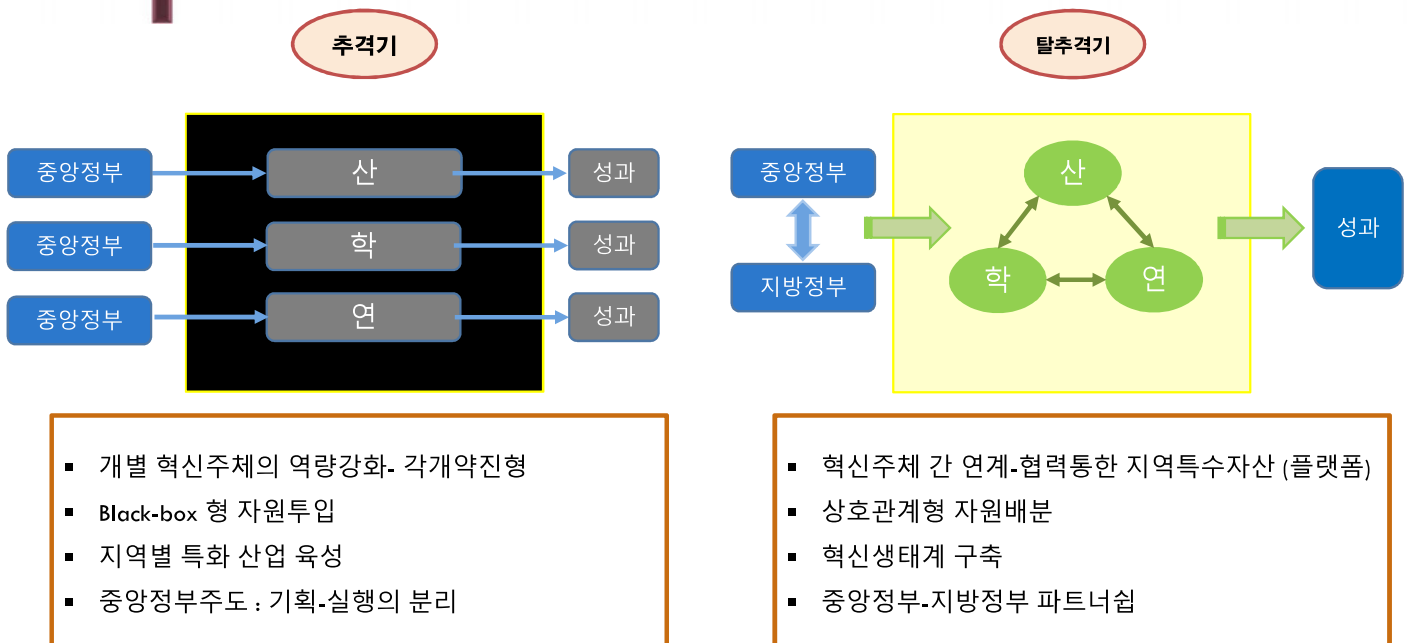 추격기
중앙정부
산
성과
중앙정부
학
성과
중앙정부
연
성과
▪ 개별 혁신주체의 역량강화- 각개약진형
▪ Black-box 형 자원투입
▪ 지역별 특화 산업 육성
▪ 중앙정부주도 : 기획-실행의 분리
탈추격기
중앙정부
지방정부
산
학
연
성과
▪ 혁신주체 간 연계-협력통한 지역특수자산 (플랫폼)
▪ 상호관계형 자원배분
▪ 혁신생태계 구축
▪ 중앙정부-지방정부 파트너쉽